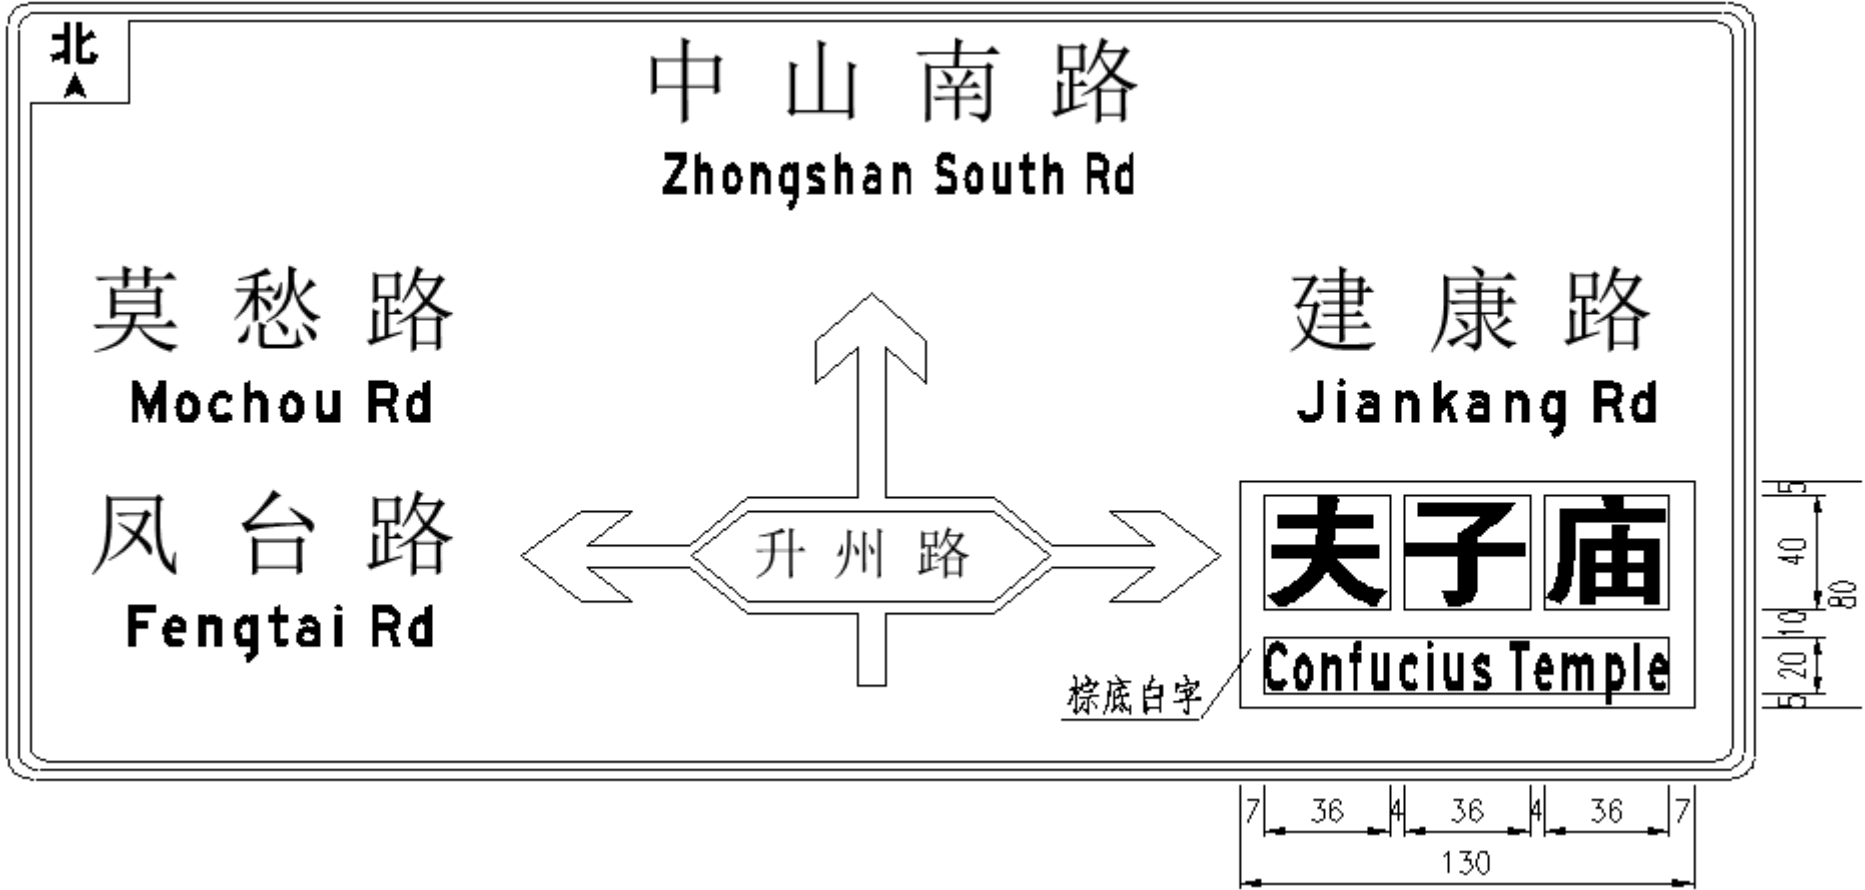 北
中山南路
Zhongshan South Rd
莫愁路
Mochou Rd
建康路
Jiankang Rd
凤台路
Fengtai Rd
升州路
夫子庙
Confucius Temple
棕底白字
5
40
10
20
5
80
7 36 4 36 4 36 7
130